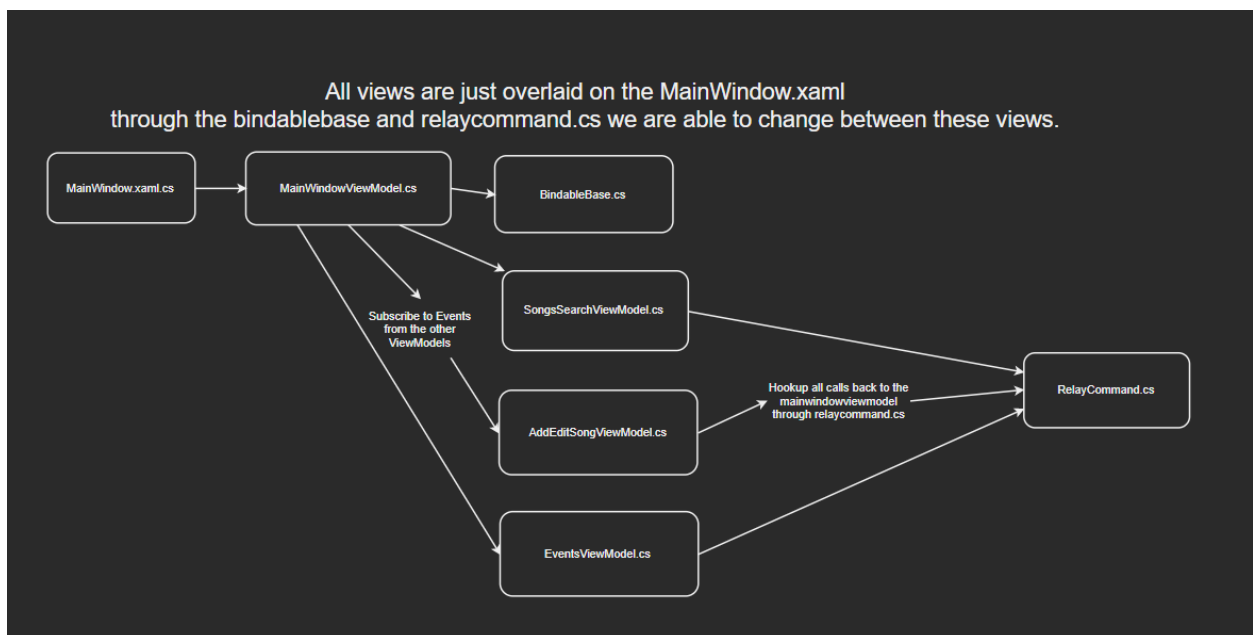 All views are just overlaid on the MainWindow.xaml
through the bindablebase and relaycommand.cs we are able to change between these views.
MainWindow.xaml.cs
MainWindowViewModel.cs
BindableBase.cs
SongsSearchViewModel.cs
Subscribe to Events
from the other
ViewModels
RelayCommand.cs
Hookup all calls back to the
mainwindowviewmodel
through relaycommand.cs
AddEditSongViewModel.cs
EventsViewModel.cs